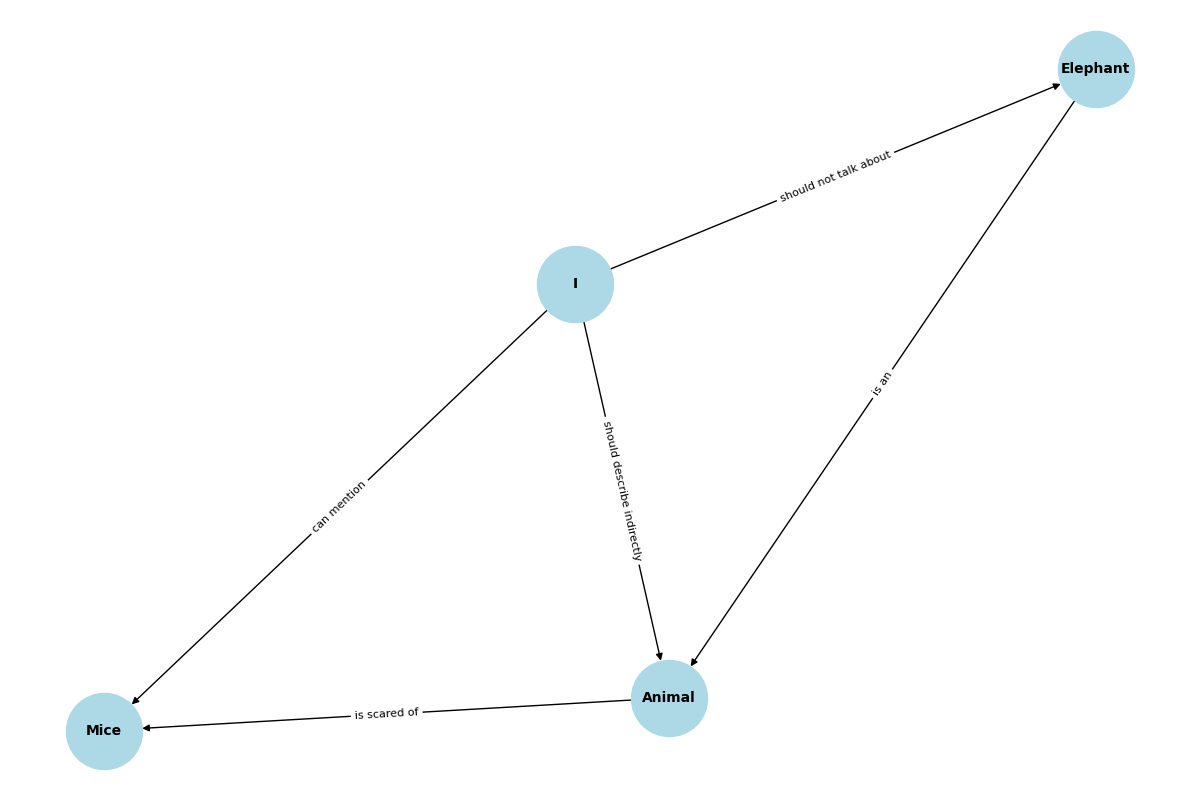 Elephant
should not talk about
I
is an
should describe indirectly
can mention
Animal
is scared of
Mice